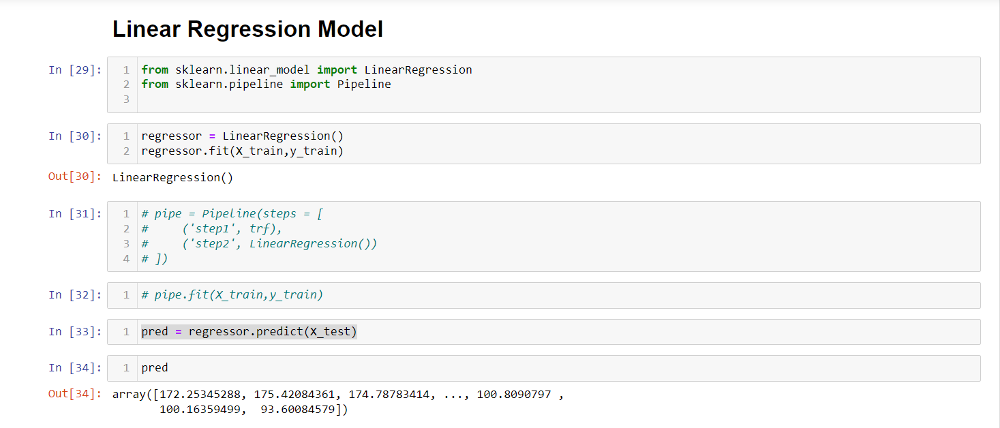 Linear Regression Model
In [29]:
1 from sklearn.linear_model import LinearRegression
2 from sklearn.pipeline import Pipeline
3
In [30]:
1 regressor = LinearRegression()
2 regressor.fit(X_train,y_train)
Out[30]: LinearRegression()
In [31]:
1 # pipe = Pipeline(steps = [
2 #     ('step1', trf),
3 #     ('step2', LinearRegression())
4 # ])
In [32]:
1 # pipe.fit(X_train,y_train)
In [33]:
1 pred = regressor.predict(X_test)
In [34]:
1 pred
Out[34]: array([172.25345288, 175.42084361, 174.78783414, ..., 100.8090797 ,
       100.16359499,  93.60084579])